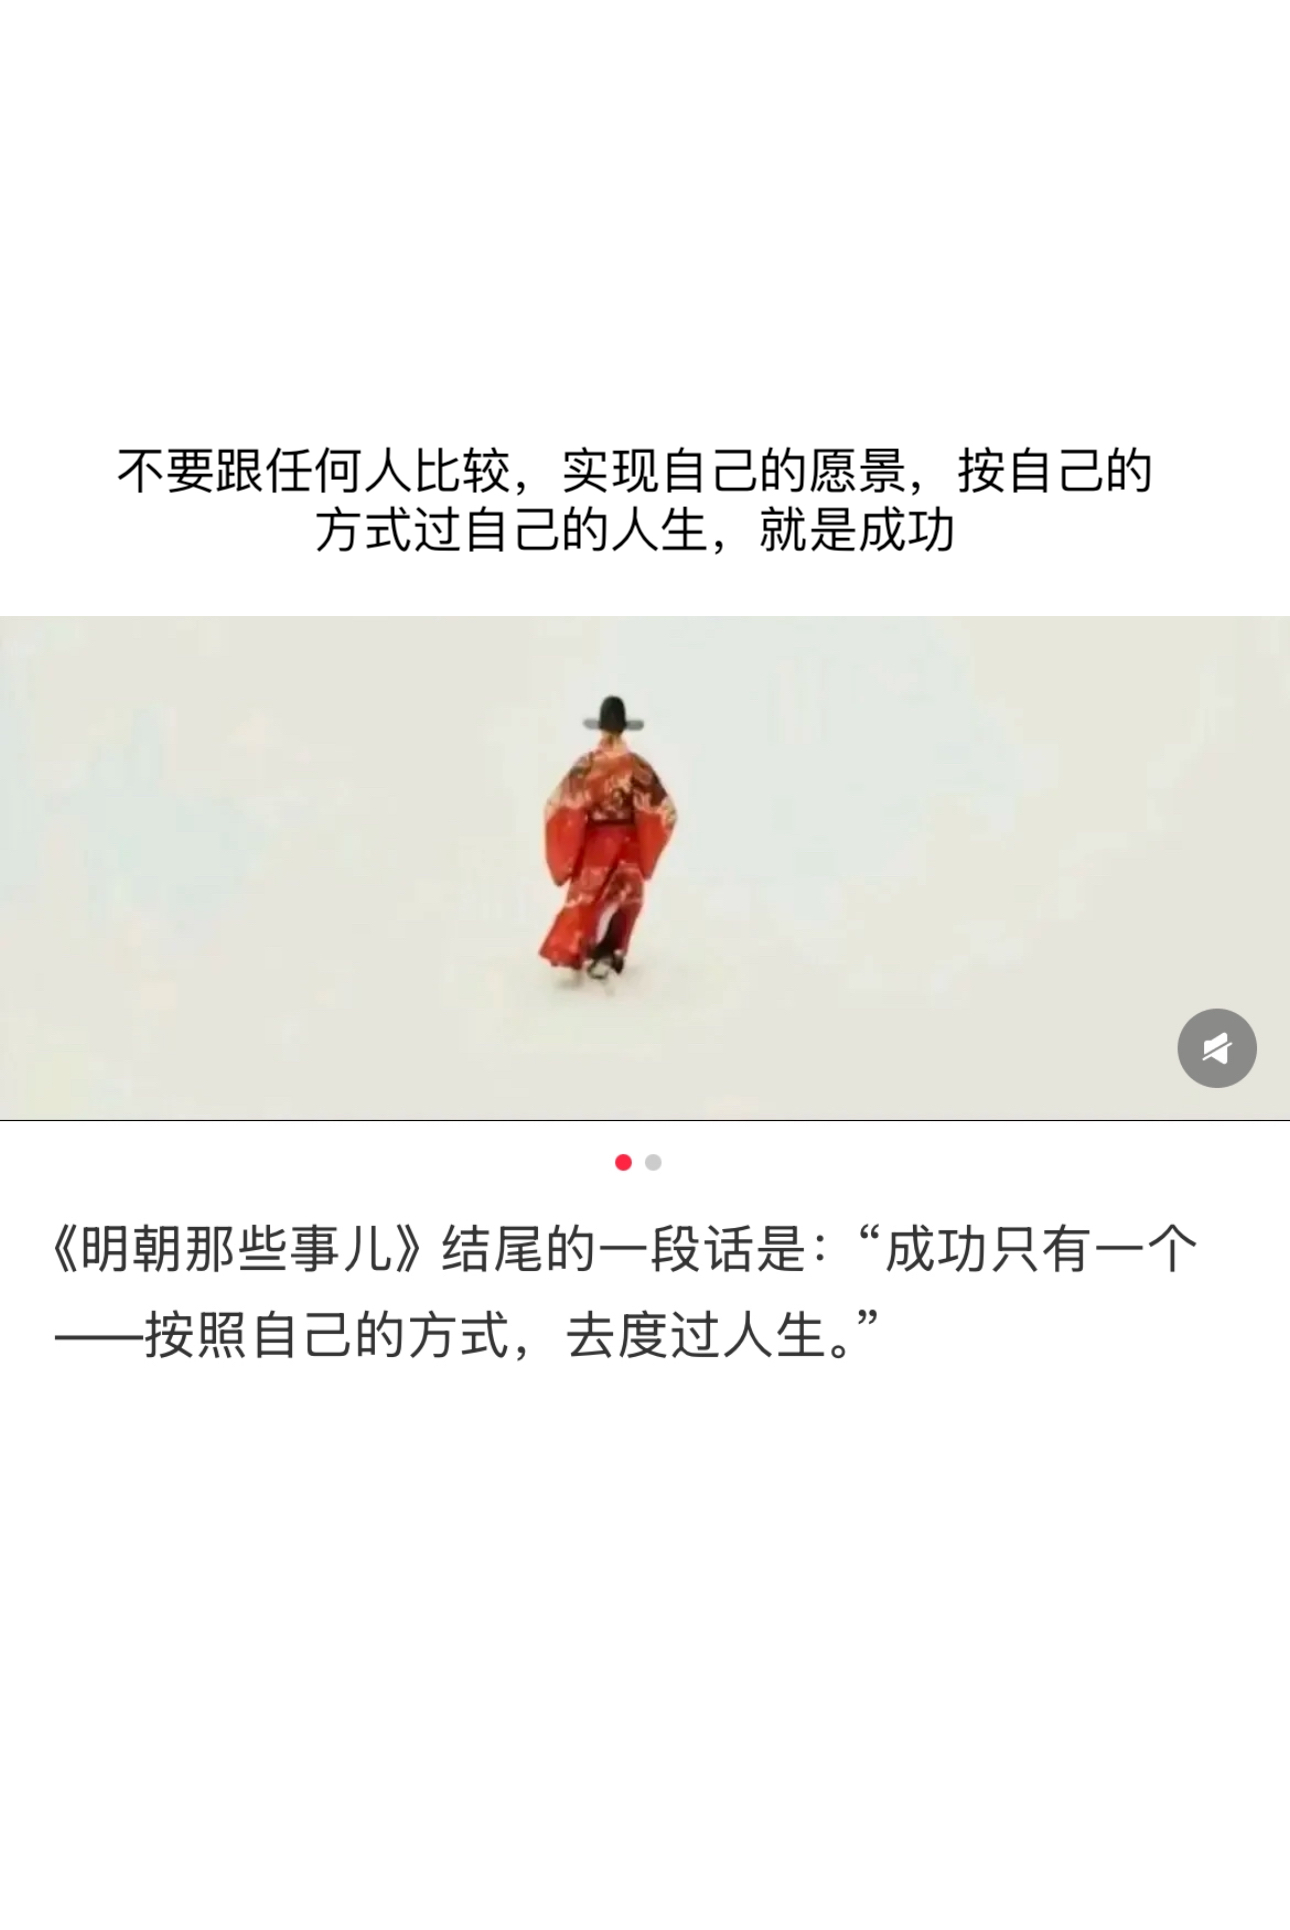 不要跟任何人比较，实现自己的愿景，按自己的
方式过自己的人生，就是成功
《明朝那些事儿》结尾的一段话是：“成功只有一个
——按照自己的方式，去度过人生。”